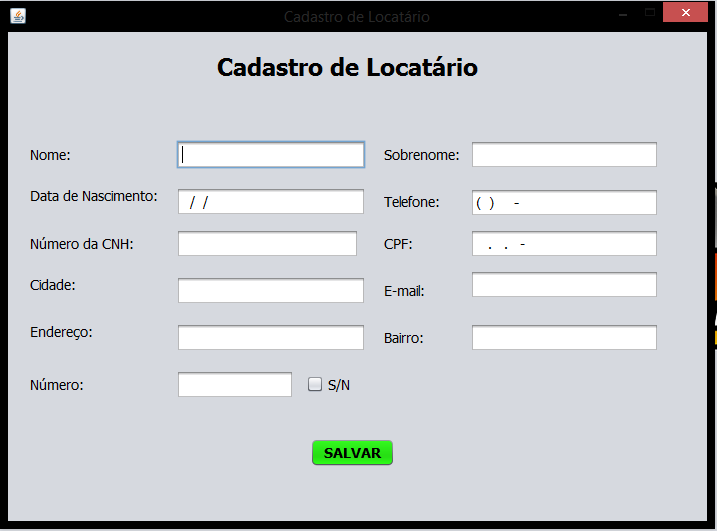 Cadastro de Locatário
Cadastro de Locatário
Nome: Sobrenome:
Data de Nascimento: / / Telefone: ( ) -
Número da CNH: CPF: . . -
Cidade: E-mail:
Endereço: Bairro:
Número: S/N
SALVAR